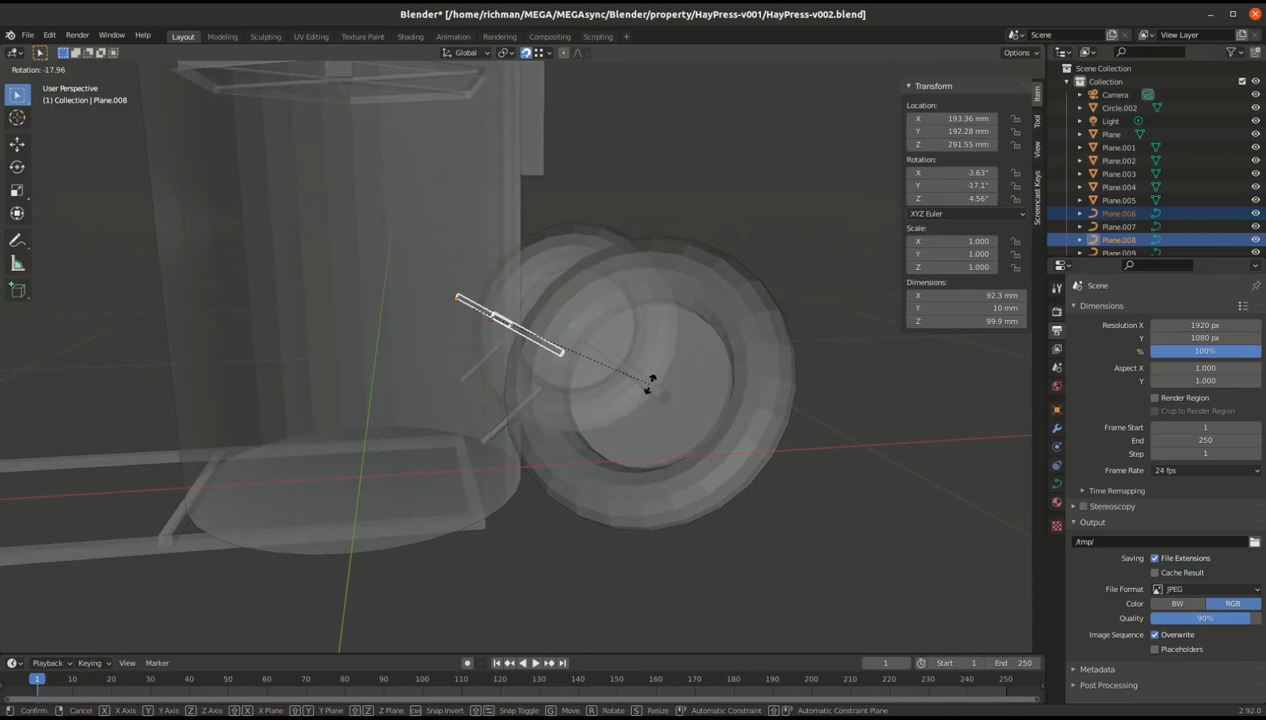 Blender* [/home/richman/MEGA/MEGAsync/Blender/property/HayPress-v001/HayPress-v002.blend]
File Edit Render Window Help Layout Modeling Sculpting UV Editing Texture Paint Shading Animation Rendering Compositing Scripting Scene View Layer
Global Options
Rotation: -17.96
User Perspective
(1) Collection | Plane.008
Transform
Location:
X 193.36 mm
Y 192.28 mm
Z 291.55 mm
Rotation:
X -3.63°
Y -17.1°
Z 4.56°
XYZ Euler
Scale:
X 1.000
Y 1.000
Z 1.000
Dimensions:
X 92.3 mm
Y 10 mm
Z 99.9 mm
Item
Tool
View
Screencast Keys
Scene Collection
Collection
Camera
Circle.002
Light
Plane
Plane.001
Plane.002
Plane.003
Plane.004
Plane.005
Plane.006
Plane.007
Plane.008
Plane.009
Scene
Dimensions
Resolution X 1920 px
Y 1080 px
% 100%
Aspect X 1.000
Y 1.000
Render Region
Crop to Render Region
Frame Start 1
End 250
Step 1
Frame Rate 24 fps
Time Remapping
Stereoscopy
Output
/tmp/
Saving File Extensions
Cache Result
File Format JPEG
Color BW RGB
Quality 90%
Image Sequence Overwrite
Placeholders
Metadata
Post Processing
Playback Keying View Marker 1 Start 1 End 250
1 10 20 30 40 50 60 70 80 90 100 110 120 130 140 150 160 170 180 190 200 210 220 230 240 250
Confirm Cancel X X Axis Y Y Axis Z Z Axis X X Plane Y Y Plane Z Z Plane Ctrl Snap Invert Snap Toggle G Move R Rotate S Resize Automatic Constraint Automatic Constraint Plane 2.92.0